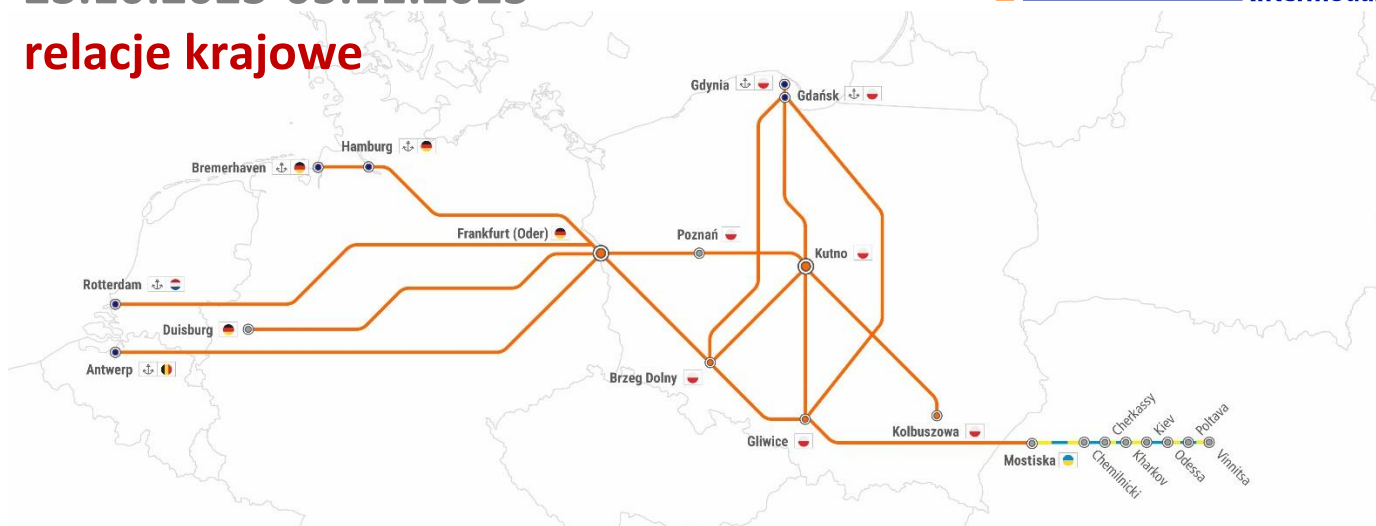 relacje krajowe
Gdynia
Gdańsk
Hamburg
Bremerhaven
Frankfurt (Oder)
Poznań
Kutno
Rotterdam
Duisburg
Antwerp
Brzeg Dolny
Gliwice
Kolbuszowa
Mostiska
Chemilnicki
Cherkassy
Kharkov
Kiev
Odessa
Poltava
Vinnitsa